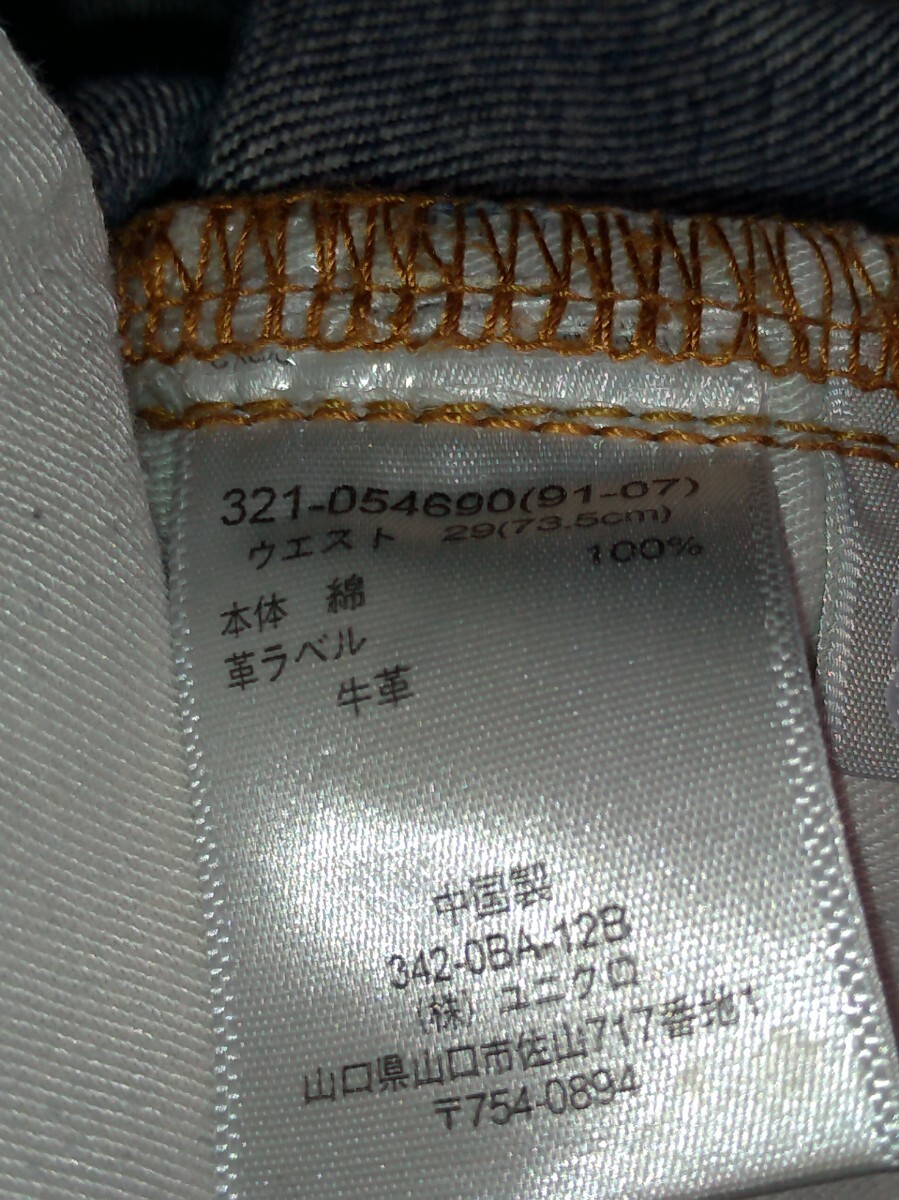 321-054690(91-07)
ウエスト 29(73.5cm)
本体 綿 100%
革ラベル
牛革
中国製
342-0BA-12B
(株) ユニクロ
山口県山口市佐山717番地1
〒754-0894